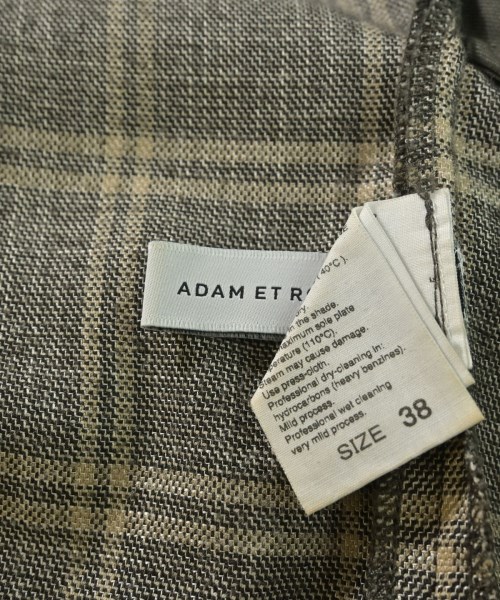 ADAM ET
40°C).
the shade.
maximum sole plate
temperature (110°C).
steam may cause damage.
Use press-cloth.
Professional dry-cleaning in:
hydrocarbons (heavy benzines).
Mild process.
Professional wet cleaning
very mild process.
SIZE 38